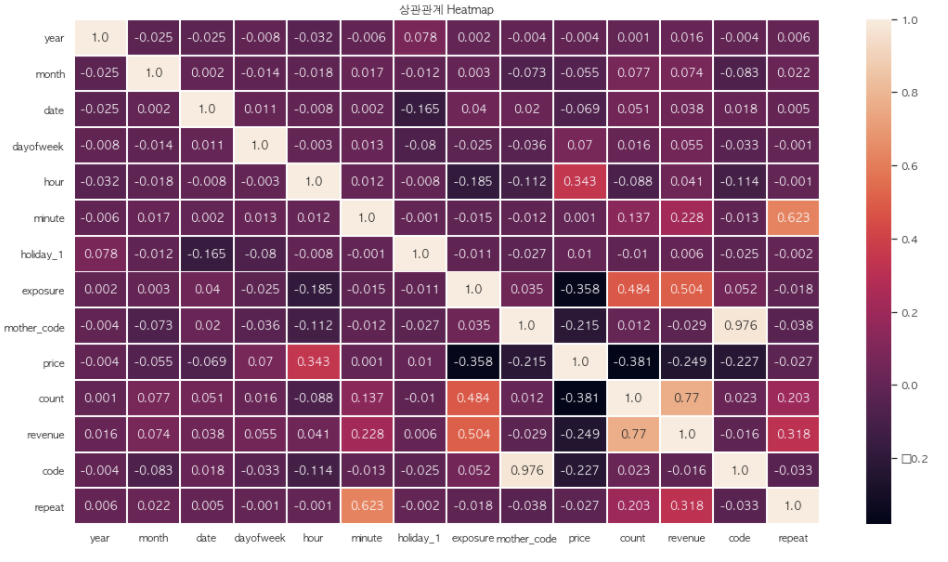 상관관계 Heatmap
year 1.0 -0.025 -0.025 -0.008 -0.032 -0.006 0.078 0.002 -0.004 -0.004 0.001 0.016 -0.004 0.006
month -0.025 1.0 0.002 -0.014 -0.018 0.017 -0.012 0.003 -0.073 -0.055 0.077 0.074 -0.083 0.022
date -0.025 0.002 1.0 0.011 -0.008 0.002 -0.165 0.04 0.02 -0.069 0.051 0.038 0.018 0.005
dayofweek -0.008 -0.014 0.011 1.0 -0.003 0.013 -0.08 -0.025 -0.036 0.07 0.016 0.055 -0.033 -0.001
hour -0.032 -0.018 -0.008 -0.003 1.0 0.012 -0.008 -0.185 -0.112 0.343 -0.088 0.041 -0.114 -0.001
minute -0.006 0.017 0.002 0.013 0.012 1.0 -0.001 -0.015 -0.012 0.001 0.137 0.228 -0.013 0.623
holiday_1 0.078 -0.012 -0.165 -0.08 -0.008 -0.001 1.0 -0.011 -0.027 0.01 -0.01 0.006 -0.025 -0.002
exposure 0.002 0.003 0.04 -0.025 -0.185 -0.015 -0.011 1.0 0.035 -0.358 0.484 0.504 0.052 -0.018
mother_code -0.004 -0.073 0.02 -0.036 -0.112 -0.012 -0.027 0.035 1.0 -0.215 0.012 -0.029 0.976 -0.038
price -0.004 -0.055 -0.069 0.07 0.343 0.001 0.01 -0.358 -0.215 1.0 -0.381 -0.249 -0.227 -0.027
count 0.001 0.077 0.051 0.016 -0.088 0.137 -0.01 0.484 0.012 -0.381 1.0 0.77 0.023 0.203
revenue 0.016 0.074 0.038 0.055 0.041 0.228 0.006 0.504 -0.029 -0.249 0.77 1.0 -0.016 0.318
code -0.004 -0.083 0.018 -0.033 -0.114 -0.013 -0.025 0.052 0.976 -0.227 0.023 -0.016 1.0 -0.033
repeat 0.006 0.022 0.005 -0.001 -0.001 0.623 -0.002 -0.018 -0.038 -0.027 0.203 0.318 -0.033 1.0
year month date dayofweek hour minute holiday_1 exposure mother_code price count revenue code repeat
1.0
0.8
0.6
0.4
0.2
0.0
□0.2